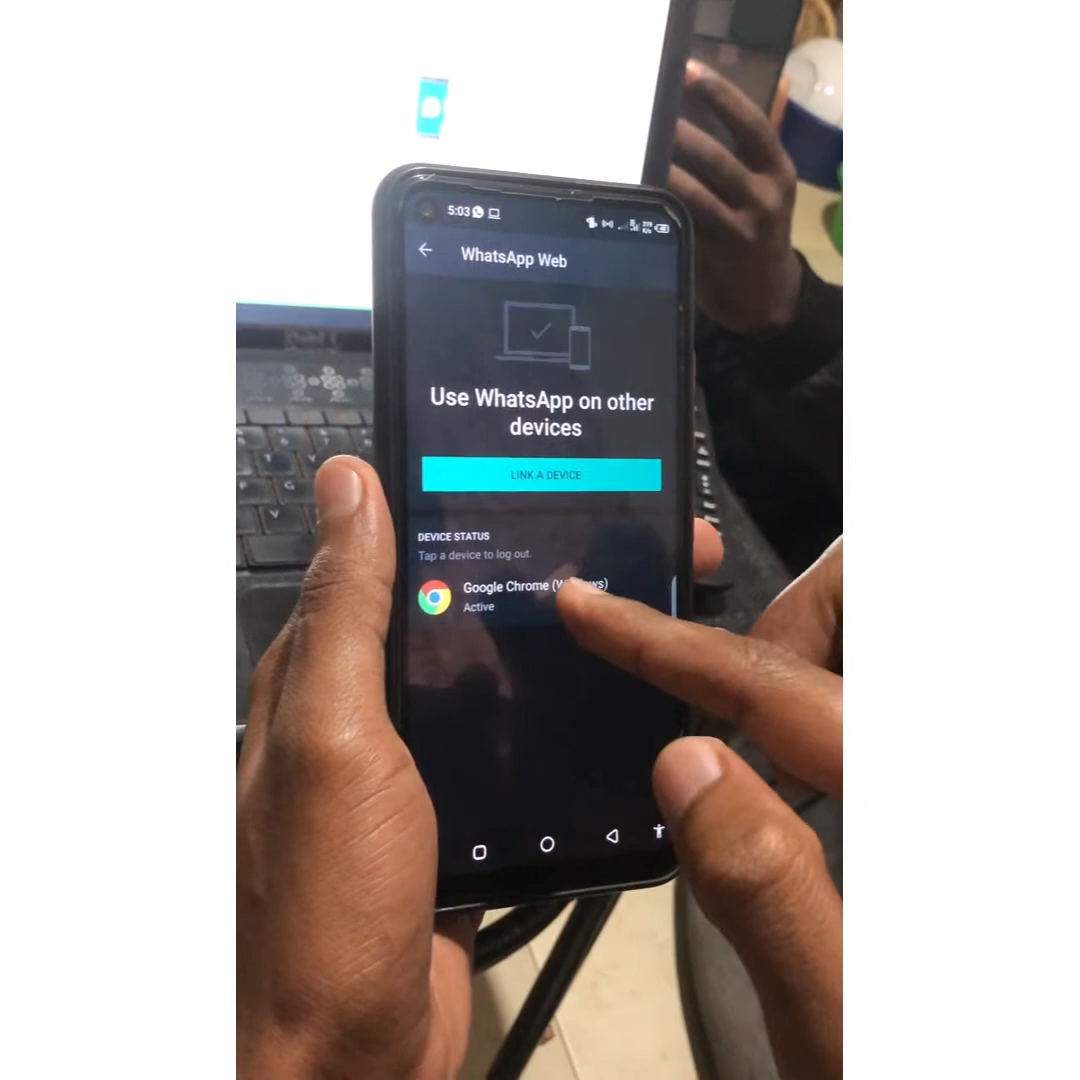 5:03
WhatsApp Web
Use WhatsApp on other
devices
LINK A DEVICE
DEVICE STATUS
Tap a device to log out.
Google Chrome (Windows)
Active